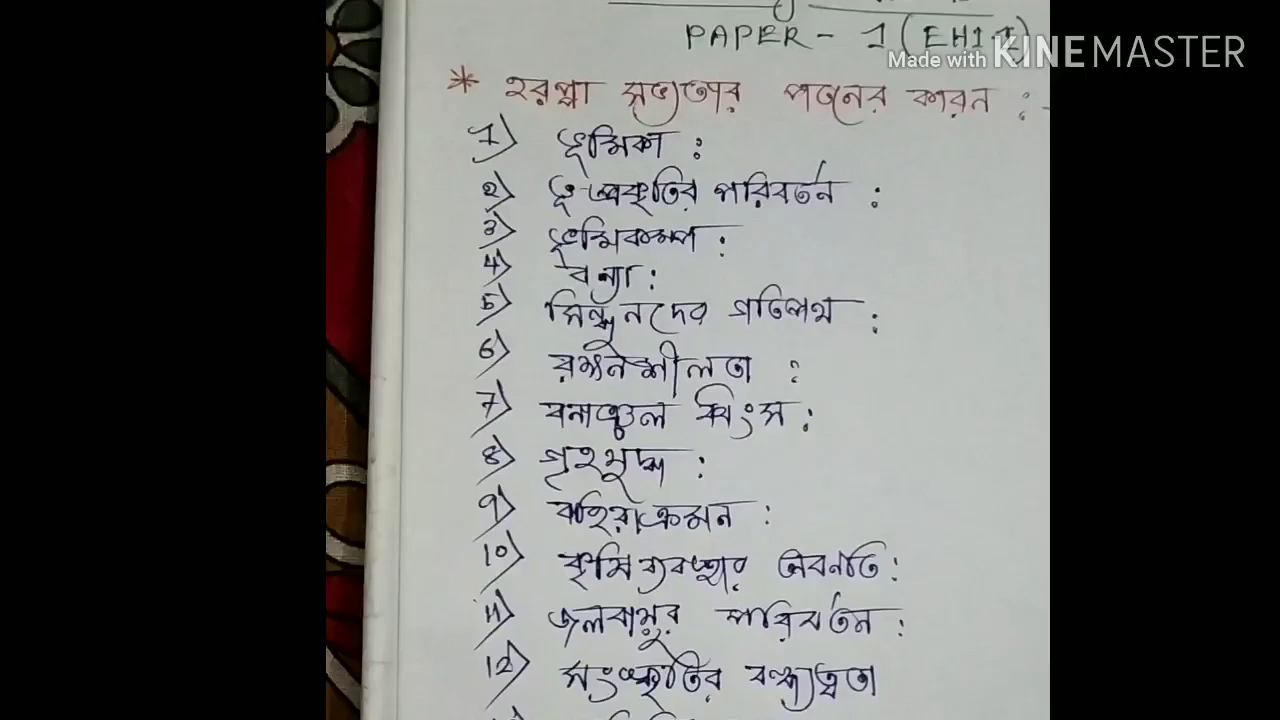 PAPER - 1 (EHI-I)
Made with KINEMASTER
* হরপ্পা সভ্যতার পতনের কারন :-
1) ভূমিকা :
2) ভূ-প্রকৃতির পরিবর্তন :
3) ভূমিকম্প :
4) বন্যা :
5) সিন্ধুনদের গতিপথ :
6) রক্ষনশীলতা :
7) বনাঞ্চল ধ্বংস :
8) গৃহযুদ্ধ :
9) বহিরাক্রমন :
10) কৃষি ব্যবস্থার অবনতি :
11) জলবায়ুর পরিবর্তন :
12) সংস্কৃতির বন্ধ্যাত্বতা